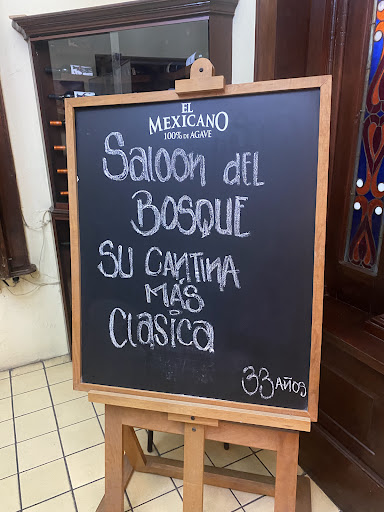 EL
MEXICANO
100% DE AGAVE
Saloon del
BOSQUE
SU CANTINA
MÁS
Clasica
33 AÑOS